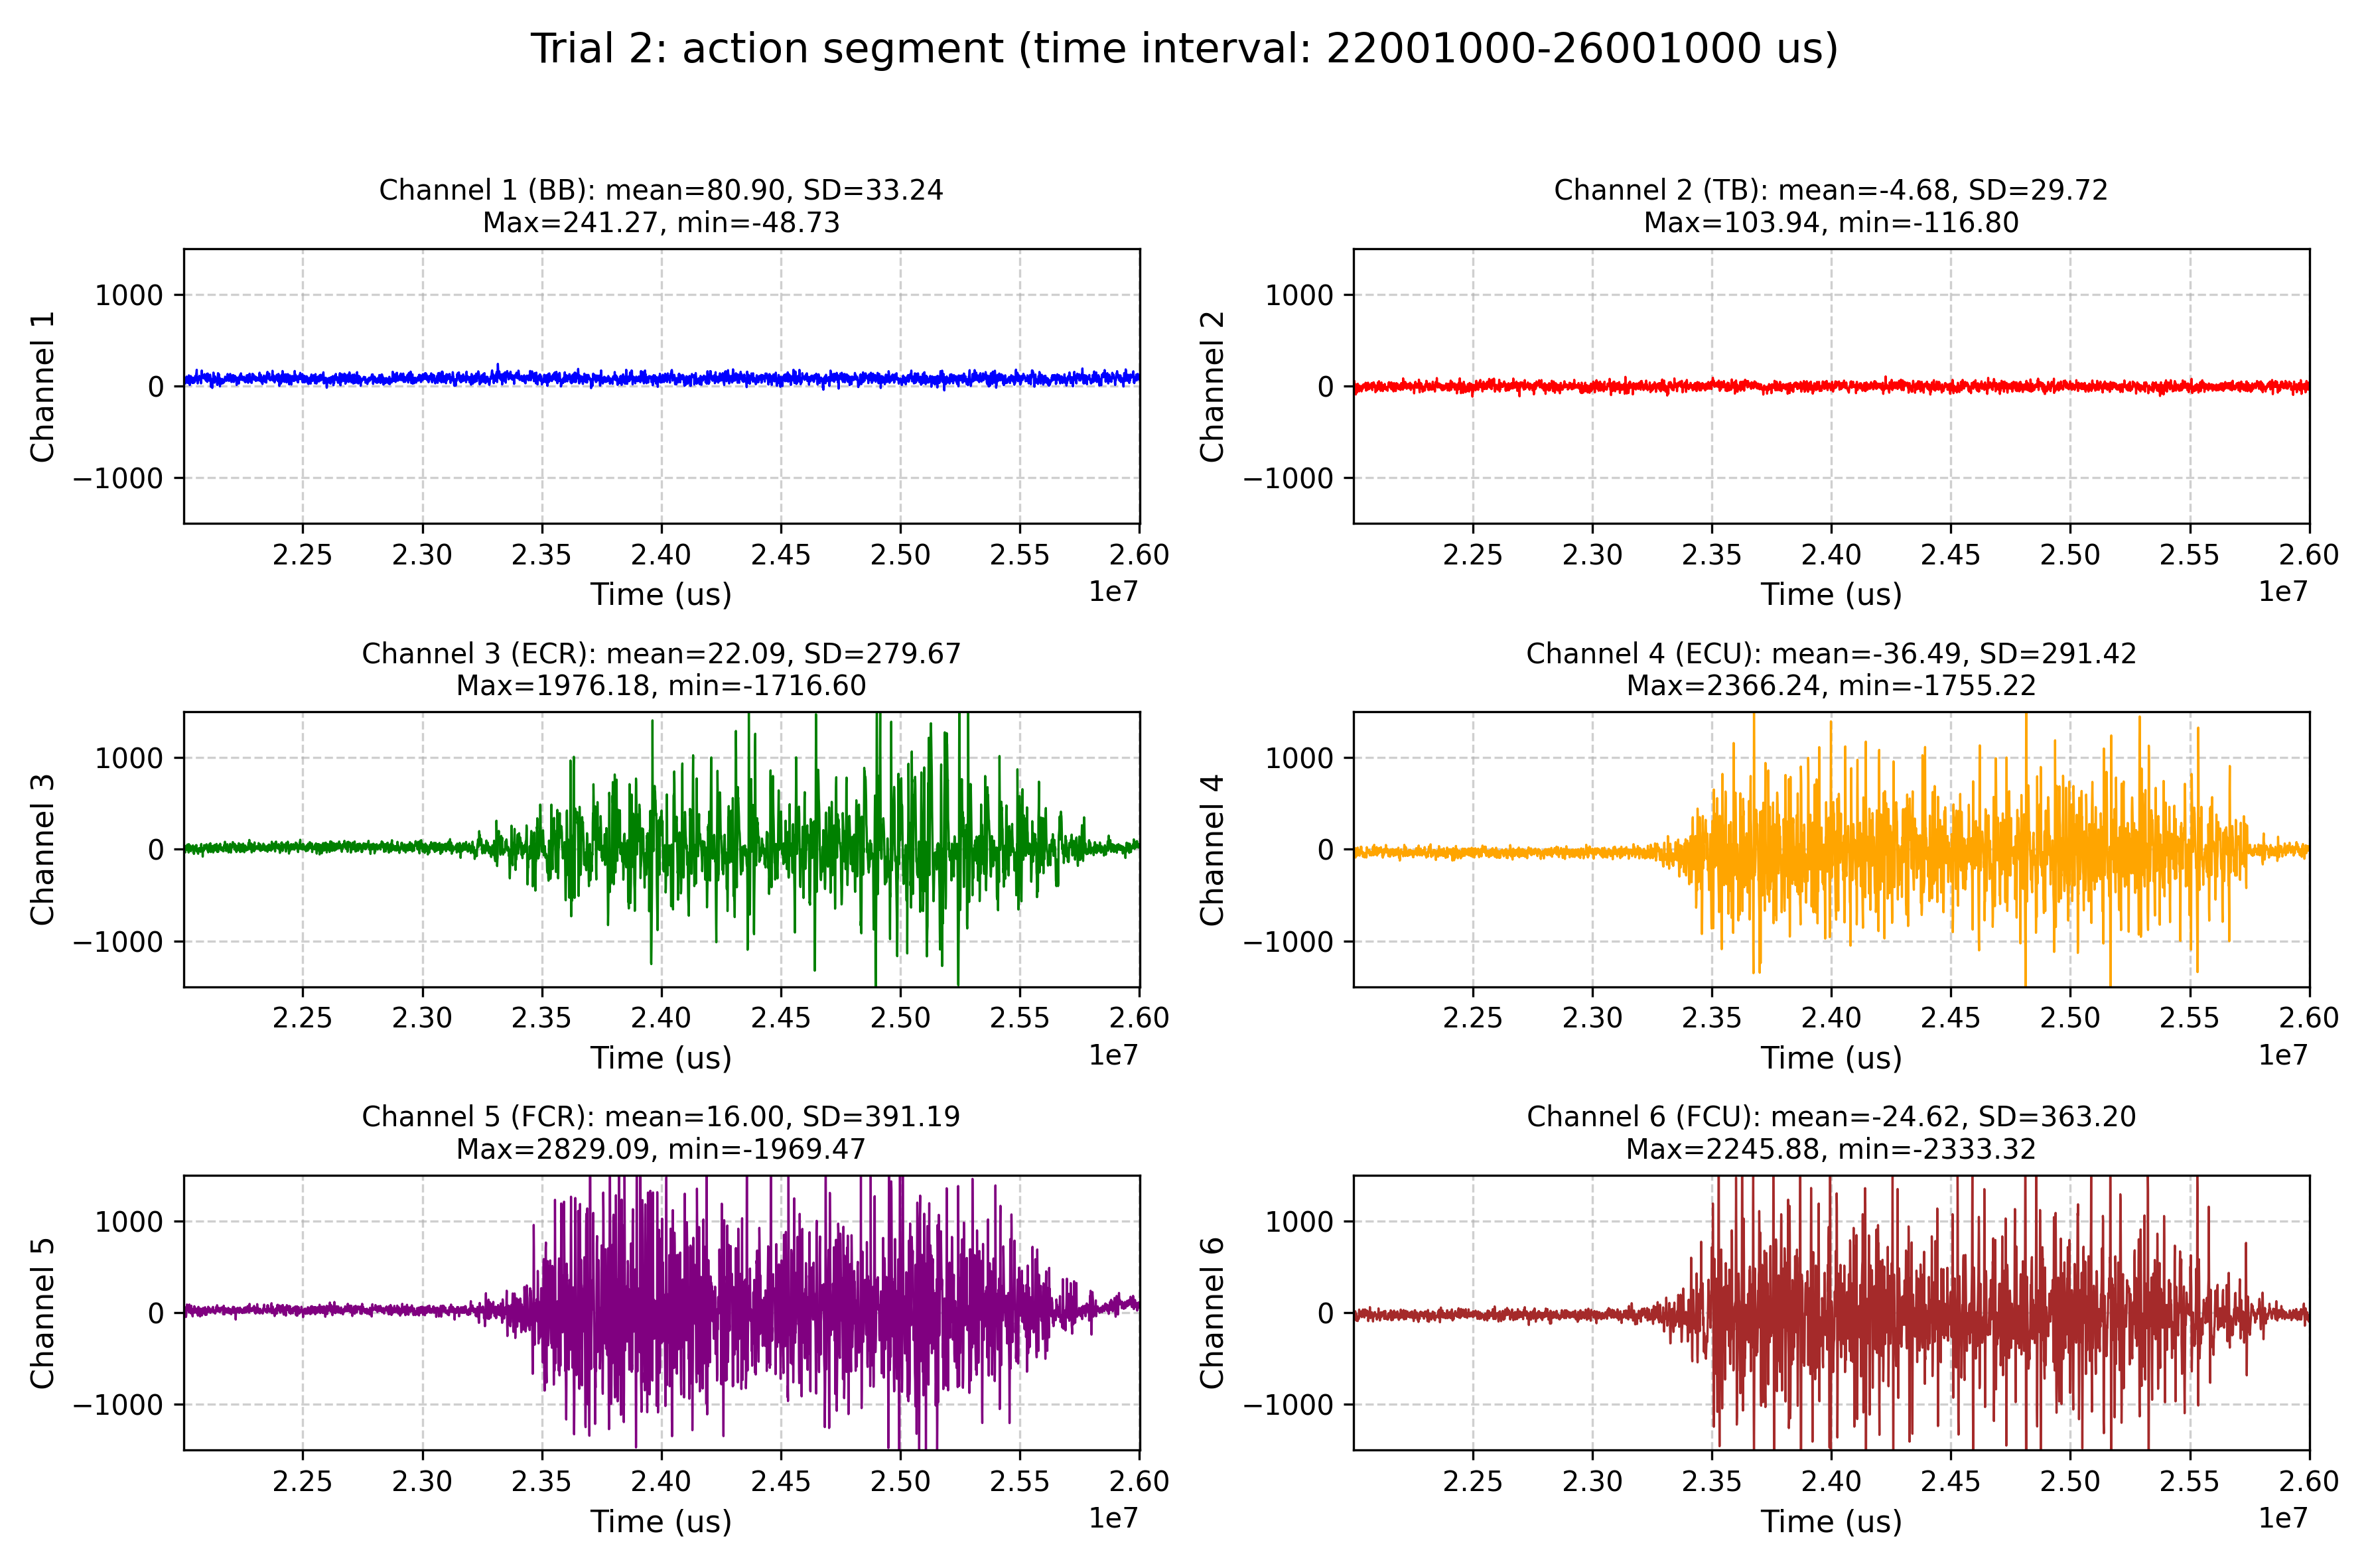 Trial 2: action segment (time interval: 22001000-26001000 us)
Channel 1 (BB): mean=80.90, SD=33.24
Max=241.27, min=-48.73
Channel 1
1000
0
−1000
2.25 2.30 2.35 2.40 2.45 2.50 2.55 2.60
Time (us)
1e7
Channel 2 (TB): mean=-4.68, SD=29.72
Max=103.94, min=-116.80
Channel 2
1000
0
−1000
2.25 2.30 2.35 2.40 2.45 2.50 2.55 2.60
Time (us)
1e7
Channel 3 (ECR): mean=22.09, SD=279.67
Max=1976.18, min=-1716.60
Channel 3
1000
0
−1000
2.25 2.30 2.35 2.40 2.45 2.50 2.55 2.60
Time (us)
1e7
Channel 4 (ECU): mean=-36.49, SD=291.42
Max=2366.24, min=-1755.22
Channel 4
1000
0
−1000
2.25 2.30 2.35 2.40 2.45 2.50 2.55 2.60
Time (us)
1e7
Channel 5 (FCR): mean=16.00, SD=391.19
Max=2829.09, min=-1969.47
Channel 5
1000
0
−1000
2.25 2.30 2.35 2.40 2.45 2.50 2.55 2.60
Time (us)
1e7
Channel 6 (FCU): mean=-24.62, SD=363.20
Max=2245.88, min=-2333.32
Channel 6
1000
0
−1000
2.25 2.30 2.35 2.40 2.45 2.50 2.55 2.60
Time (us)
1e7